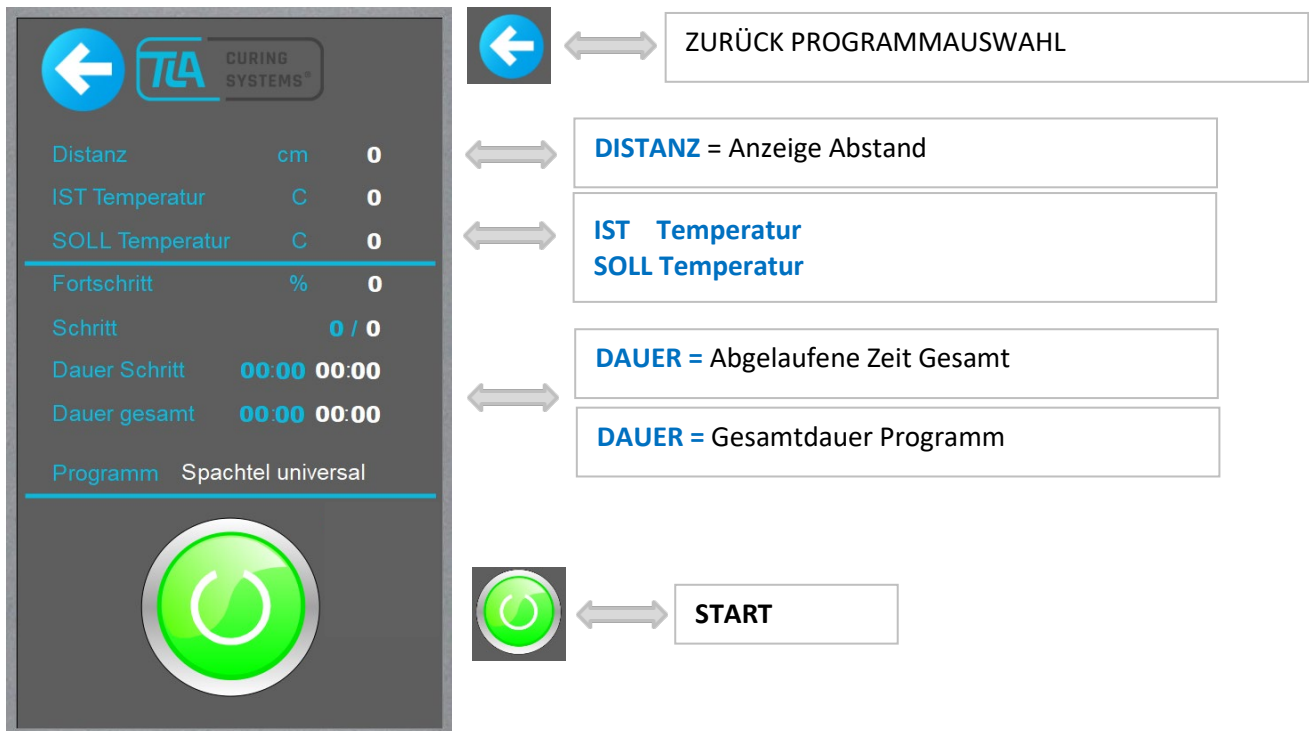 TLA CURING
SYSTEMS®
Distanz cm 0
IST Temperatur C 0
SOLL Temperatur C 0
Fortschritt % 0
Schritt 0 / 0
Dauer Schritt 00:00 00:00
Dauer gesamt 00:00 00:00
Programm Spachtel universal
ZURÜCK PROGRAMMAUSWAHL
DISTANZ = Anzeige Abstand
IST Temperatur
SOLL Temperatur
DAUER = Abgelaufene Zeit Gesamt
DAUER = Gesamtdauer Programm
START